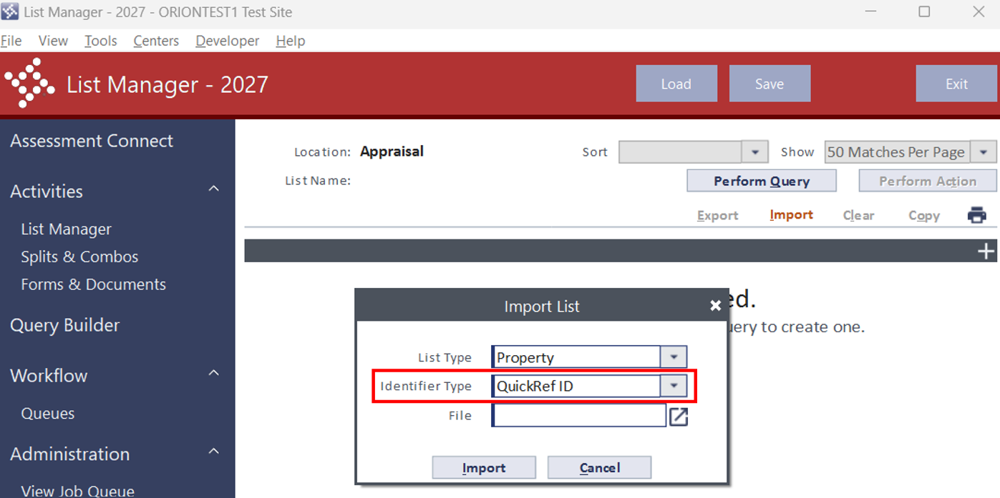 List Manager - 2027 - ORIONTEST1 Test Site
File View Tools Centers Developer Help
List Manager - 2027
Load Save Exit
Assessment Connect
Activities
List Manager
Splits & Combos
Forms & Documents
Query Builder
Workflow
Queues
Administration
View Job Queue
Location: Appraisal
Sort
Show 50 Matches Per Page
List Name:
Perform Query Perform Action
Export Import Clear Copy
ed.
uery to create one.
Import List
List Type Property
Identifier Type QuickRef ID
File
Import Cancel